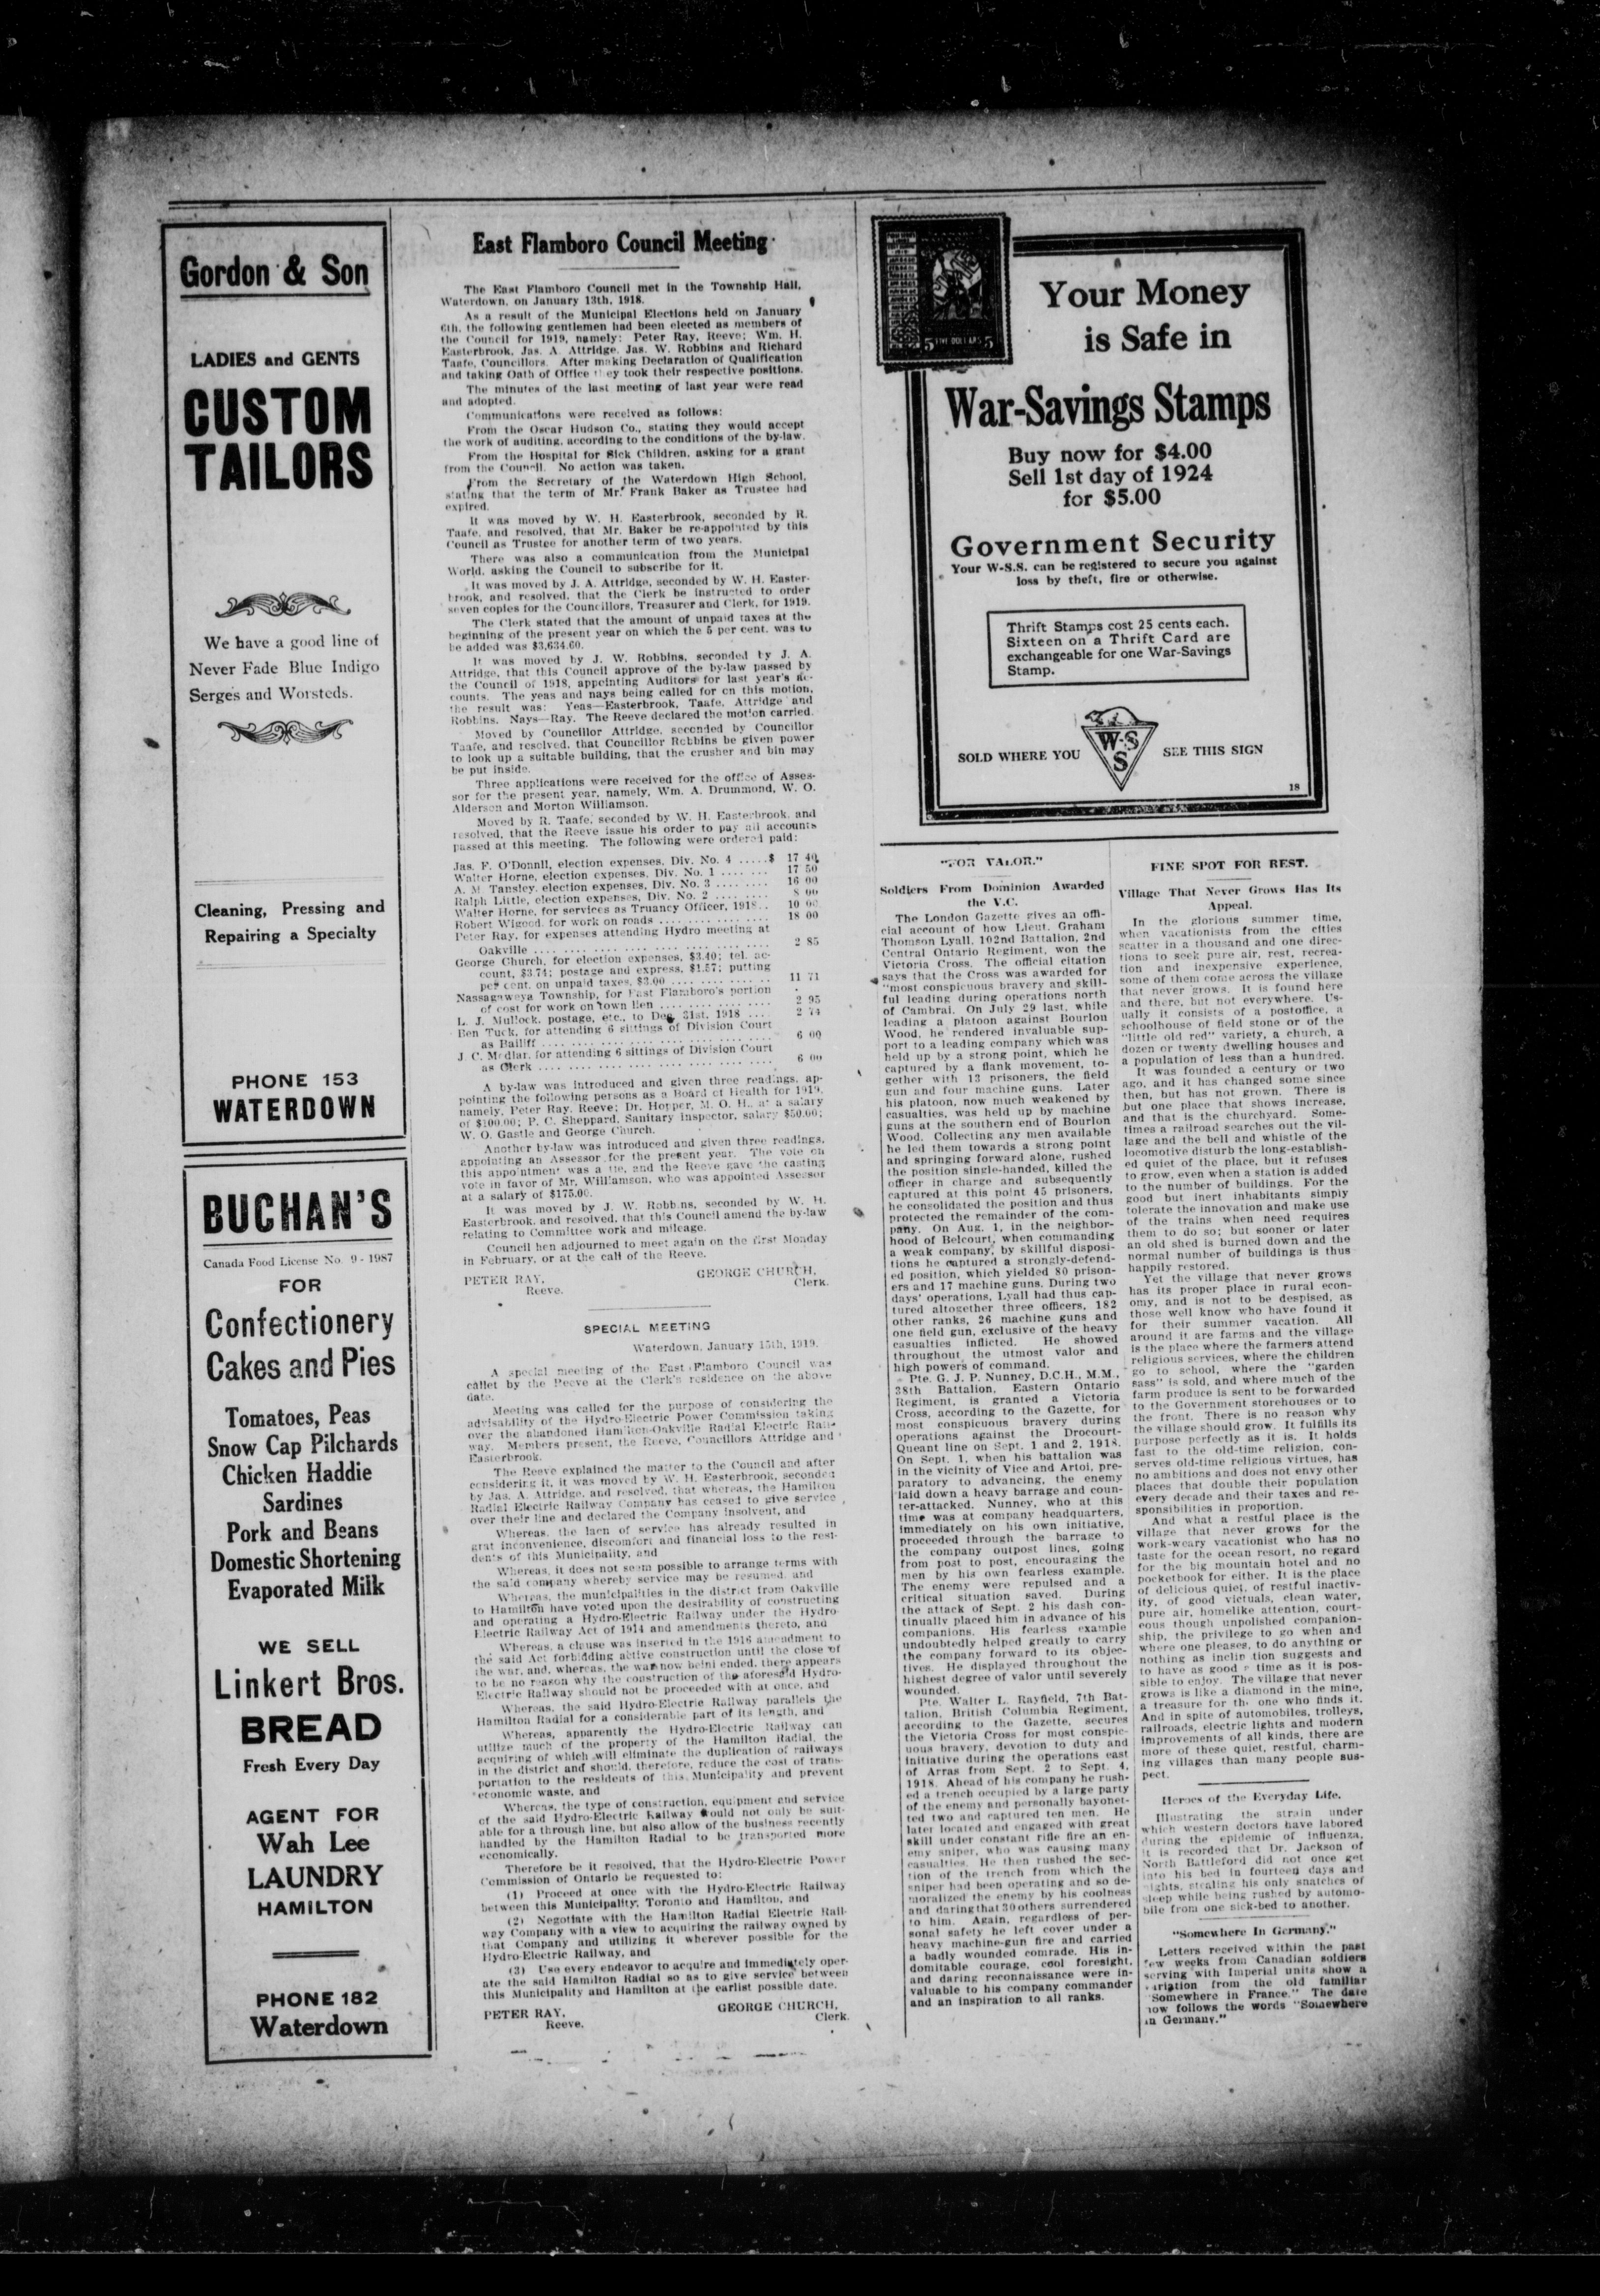 Gordon & Son
LADIES and GENTS
CUSTOM
TAILORS
We have a good line of
Never Fade Blue Indigo
Serges and Worsteds.
Cleaning, Pressing and
Repairing a Specialty
PHONE 153
WATERDOWN
BUCHAN'S
Canada Food License No. 9-1987
FOR
Confectionery
Cakes and Pies
Tomatoes, Peas
Snow Cap Pilchards
Chicken Haddie
Sardines
Pork and Beans
Domestic Shortening
Evaporated Milk
WE SELL
Linkert Bros.
BREAD
Fresh Every Day
AGENT FOR
Wah Lee
LAUNDRY
HAMILTON
PHONE 182
Waterdown
East Flamboro Council Meeting
The East Flamboro Council met in the Township Hall,
Waterdown, on January 13th, 1918.
As a result of the Municipal Elections held on January
6th, the following gentlemen had been elected as members of
the Council for 1919, namely: Peter Ray, Reeve; Wm. H.
Easterbrook, Jas. A. Attridge, Jas. W. Robbins and Richard
Taafe, Councillors. After making Declaration of Qualification
and taking Oath of Office they took their respective positions.
The minutes of the last meeting of last year were read
and adopted.
Communications were received as follows:
From the Oscar Hudson Co., stating they would accept
the work of auditing, according to the conditions of the by-law.
From the Hospital for Sick Children, asking for a grant
from the Council. No action was taken.
From the Secretary of the Waterdown High School,
stating that the term of Mr. Frank Baker as Trustee had
expired.
It was moved by W. H. Easterbrook, seconded by R.
Taafe, and resolved, that Mr. Baker be re-appointed by this
Council as Trustee for another term of two years.
There was also a communication from the Municipal
World, asking the Council to subscribe for it.
It was moved by J. A. Attridge, seconded by W. H. Easter-
brook, and resolved, that the Clerk be instructed to order
seven copies for the Councillors, Treasurer and Clerk, for 1919.
The Clerk stated that the amount of unpaid taxes at the
beginning of the present year on which the 5 per cent. was to
be added was $3,634.60.
It was moved by J. W. Robbins, seconded by J. A.
Attridge, that this Council approve of the by-law passed by
the Council of 1918, appointing Auditors for last year's ac-
counts. The yeas and nays being called for on this motion,
the result was: Yeas—Easterbrook, Taafe, Attridge and
Robbins. Nays—Ray. The Reeve declared the motion carried.
Moved by Councillor Attridge, seconded by Councillor
Taafe, and resolved, that Councillor Robbins be given power
to look up a suitable building, that the crusher and bin may
be put inside.
Three applications were received for the office of Asses-
sor for the present year, namely, Wm. A. Drummond, W. O.
Alderson and Morton Williamson.
Moved by R. Taafe, seconded by W. H. Easterbrook, and
resolved, that the Reeve issue his order to pay all accounts
passed at this meeting. The following were ordered paid:
Jas. F. O'Donnll, election expenses, Div. No. 4 .....$ 17 40
Walter Horne, election expenses, Div. No. 1 ....... 17 50
A. M. Tansley, election expenses, Div. No. 3 ........ 16 00
Ralph Little, election expenses, Div. No. 2 ........ 8 00
Walter Horne, for services as Truancy Officer, 1918.. 10 00
Robert Wigood, for work on roads ................ 18 00
Peter Ray, for expenses attending Hydro meeting at
Oakville .................................. 2 85
George Church, for election expenses, $3.40; tel. ac-
count, $3.74; postage and express, $1.57; putting
per cent. on unpaid taxes, $3.00 .............. 11 71
Nassagaweya Township, for East Flamboro's portion
of cost for work on town lien ................ 2 95
L. J. Mullock, postage, etc., to Dec. 31st, 1918 .... 2 74
Ben Tuck, for attending 6 sittings of Division Court
as Bailiff .................................. 6 00
J. C. Medlar, for attending 6 sittings of Division Court
as Clerk .................................. 6 00
A by-law was introduced and given three readings, ap-
pointing the following persons as a Board of Health for 1919,
namely, Peter Ray, Reeve; Dr. Hopper, M. O. H., at a salary
of $100.00; P. C. Sheppard, Sanitary Inspector, salary $50.00;
W. O. Gastle and George Church.
Another by-law was introduced and given three readings,
appointing an Assessor for the present year. The vote on
this appointment was a tie, and the Reeve gave the casting
vote in favor of Mr. Williamson, who was appointed Assessor
at a salary of $175.00.
It was moved by J. W. Robbins, seconded by W. H.
Easterbrook, and resolved, that this Council amend the by-law
relating to Committee work and mileage.
Council hen adjourned to meet again on the first Monday
in February, or at the call of the Reeve.
PETER RAY, GEORGE CHURCH,
Reeve. Clerk.
SPECIAL MEETING
Waterdown, January 15th, 1919.
A special meeting of the East Flamboro Council was
callet by the Reeve at the Clerk's residence on the above
date.
Meeting was called for the purpose of considering the
advisability of the Hydro-Electric Power Commission taking
over the abandoned Hamilton-Oakville Radial Electric Rail-
way. Members present, the Reeve, Councillors Attridge and
Easterbrook.
The Reeve explained the matter to the Council and after
considering it, it was moved by W. H. Easterbrook, seconded
by Jas. A. Attridge, and resolved, that whereas, the Hamilton
Radial Electric Railway Company has ceased to give service
over their line and declared the Company insolvent, and
Whereas, the lacn of service has already resulted in
grat inconvenience, discomfort and financial loss to the resi-
dents of this Municipality, and
Whereas, it does not seem possible to arrange terms with
the said company whereby service may be resumed, and
Whereas, the municipalities in the district from Oakville
to Hamilton have voted upon the desirability of constructing
and operating a Hydro-Electric Railway under the Hydro-
Electric Railway Act of 1914 and amendments thereto, and
Whereas, a clause was inserted in the 1916 amendment to
the said Act forbidding active construction until the close of
the war, and, whereas, the war now beini ended, there appears
to be no reason why the construction of the aforesaid Hydro-
Electric Railway should not be proceeded with at once, and
Whereas, the said Hydro-Electric Railway parallels the
Hamilton Radial for a considerable part of its length, and
Whereas, apparently the Hydro-Electric Railway can
utilize much of the property of the Hamilton Radial, the
acquiring of which will eliminate the duplication of railways
in the district and should, therefore, reduce the cost of trans-
portation to the residents of this Municipality and prevent
economic waste, and
Whereas, the type of construction, equipment and service
of the said Hydro-Electric Railway would not only be suit-
able for a through line, but also allow of the business recently
handled by the Hamilton Radial to be transported more
economically.
Therefore be it resolved, that the Hydro-Electric Power
Commission of Ontario be requested to:
(1) Proceed at once with the Hydro-Electric Railway
between this Municipality, Toronto and Hamilton, and
(2) Negotiate with the Hamilton Radial Electric Rail-
way Company with a view to acquiring the railway owned by
that Company and utilizing it wherever possible for the
Hydro-Electric Railway, and
(3) Use every endeavor to acquire and immediately oper-
ate the said Hamilton Radial so as to give service between
this Municipality and Hamilton at the earlist possible date.
PETER RAY, GEORGE CHURCH,
Reeve. Clerk.
5 FIVE DOLLARS 5
Your Money
is Safe in
War-Savings Stamps
Buy now for $4.00
Sell 1st day of 1924
for $5.00
Government Security
Your W-S.S. can be registered to secure you against
loss by theft, fire or otherwise.
Thrift Stamps cost 25 cents each.
Sixteen on a Thrift Card are
exchangeable for one War-Savings
Stamp.
SOLD WHERE YOU
W-S
S
SEE THIS SIGN
18
"FOR VALOR."
Soldiers From Dominion Awarded
the V.C.
The London Gazette gives an offi-
cial account of how Lieut. Graham
Thomson Lyall, 102nd Battalion, 2nd
Central Ontario Regiment, won the
Victoria Cross. The official citation
says that the Cross was awarded for
"most conspicuous bravery and skill-
ful leading during operations north
of Cambrai. On July 29 last, while
leading a platoon against Bourlon
Wood, he rendered invaluable sup-
port to a leading company which was
held up by a strong point, which he
captured by a flank movement, to-
gether with 13 prisoners, the field
gun and four machine guns. Later
his platoon, now much weakened by
casualties, was held up by machine
guns at the southern end of Bourlon
Wood. Collecting any men available
he led them towards a strong point
and springing forward alone, rushed
the position single-handed, killed the
officer in charge and subsequently
captured at this point 45 prisoners,
he consolidated the position and thus
protected the remainder of the com-
pany. On Aug. 1, in the neighbor-
hood of Belcourt, when commanding
a weak company, by skillful disposi-
tions he captured a strongly-defend-
ed position, which yielded 80 prison-
ers and 17 machine guns. During two
days' operations, Lyall had thus cap-
tured altogether three officers, 182
other ranks, 26 machine guns and
one field gun, exclusive of the heavy
casualties inflicted. He showed
throughout the utmost valor and
high powers of command.
Pte. G. J. P. Nunney, D.C.H., M.M.,
38th Battalion, Eastern Ontario
Regiment, is granted a Victoria
Cross, according to the Gazette, for
most conspicuous bravery during
operations against the Drocourt-
Queant line on Sept. 1 and 2, 1918.
On Sept. 1, when his battalion was
in the vicinity of Vice and Artoi, pre-
paratory to advancing, the enemy
laid down a heavy barrage and coun-
ter-attacked. Nunney, who at this
time was at company headquarters,
immediately on his own initiative,
proceeded through the barrage to
the company outpost lines, going
from post to post, encouraging the
men by his own fearless example.
The enemy were repulsed and a
critical situation saved. During
the attack of Sept. 2 his dash con-
tinually placed him in advance of his
companions. His fearless example
undoubtedly helped greatly to carry
the company forward to its objec-
tives. He displayed throughout the
highest degree of valor until severely
wounded.
Pte. Walter L. Rayfield, 7th Bat-
talion, British Columbia Regiment,
according to the Gazette, secures
the Victoria Cross for most conspic-
uous bravery, devotion to duty and
initiative during the operations east
of Arras from Sept. 2 to Sept. 4,
1918. Ahead of his company he rush-
ed a trench occupied by a large party
of the enemy and personally bayonet-
ted two and captured ten men. He
later located and engaged with great
skill under constant rifle fire an en-
emy sniper, who was causing many
casualties. He then rushed the sec-
tion of the trench from which the
sniper had been operating and so de-
moralized the enemy by his coolness
and daring that 30 others surrendered
to him. Again, regardless of per-
sonal safety he left cover under a
heavy machine-gun fire and carried
a badly wounded comrade. His in-
domitable courage, cool foresight,
and daring reconnaissance were in-
valuable to his company commander
and an inspiration to all ranks.
FINE SPOT FOR REST.
Village That Never Grows Has Its
Appeal.
In the glorious summer time,
when vacationists from the cities
scatter in a thousand and one direc-
tions to seek pure air, rest, recrea-
tion and inexpensive experience,
some of them come across the village
that never grows. It is found here
and there, but not everywhere. Us-
ually it consists of a postoffice, a
schoolhouse of field stone or of the
"little old red" variety, a church, a
dozen or twenty dwelling houses and
a population of less than a hundred.
It was founded a century or two
ago, and it has changed some since
then, but has not grown. There is
but one place that shows increase,
and that is the churchyard. Some-
times a railroad searches out the vil-
lage and the bell and whistle of the
locomotive disturb the long-establish-
ed quiet of the place, but it refuses
to grow, even when a station is added
to the number of buildings. For the
good but inert inhabitants simply
tolerate the innovation and make use
of the trains when need requires
them to do so; but sooner or later
an old shed is burned down and the
normal number of buildings is thus
happily restored.
Yet the village that never grows
has its proper place in rural econ-
omy, and is not to be despised, as
those well know who have found it
for their summer vacation. All
around it are farms and the village
is the place where the farmers attend
religious services, where the children
go to school, where the "garden
sass" is sold, and where much of the
farm produce is sent to be forwarded
to the Government storehouses or to
the front. There is no reason why
the village should grow. It fulfills its
purpose perfectly as it is. It holds
fast to the old-time religion, con-
serves old-time religious virtues, has
no ambitions and does not envy other
places that double their population
every decade and their taxes and re-
sponsibilities in proportion.
And what a restful place is the
village that never grows for the
work-weary vacationist who has no
taste for the ocean resort, no regard
for the big mountain hotel and no
pocketbook for either. It is the place
of delicious quiet, of restful inactiv-
ity, of good victuals, clean water,
pure air, homelike attention, court-
eous though unpolished companion-
ship, the privilege to go when and
where one pleases, to do anything or
nothing as inclin tion suggests and
to have as good a time as it is pos-
sible to enjoy. The village that never
grows is like a diamond in the mine,
a treasure for the one who finds it.
And in spite of automobiles, trolleys,
railroads, electric lights and modern
improvements of all kinds, there are
more of these quiet, restful, charm-
ing villages than many people sus-
pect.
Heroes of the Everyday Life.
Illustrating the strain under
which western doctors have labored
during the epidemic of influenza,
it is recorded that Dr. Jackson of
North Battleford did not once get
into his bed in fourteen days and
nights, stealing his only snatches of
sleep while being rushed by automo-
bile from one sick-bed to another.
"Somewhere In Germany."
Letters received within the past
few weeks from Canadian soldiers
serving with Imperial units show a
variation from the old familiar
"Somewhere in France." The date
now follows the words "Somewhere
in Germany."